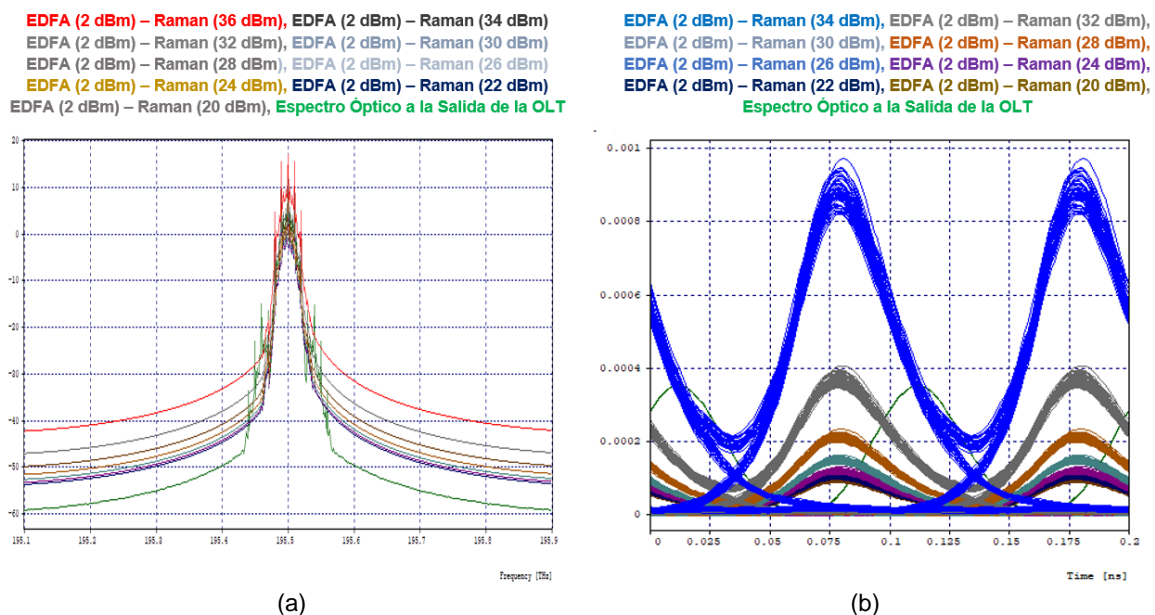 EDFA (2 dBm) – Raman (36 dBm), EDFA (2 dBm) – Raman (34 dBm)
EDFA (2 dBm) – Raman (32 dBm), EDFA (2 dBm) – Raman (30 dBm)
EDFA (2 dBm) – Raman (28 dBm), EDFA (2 dBm) – Raman (26 dBm)
EDFA (2 dBm) – Raman (24 dBm), EDFA (2 dBm) – Raman (22 dBm)
EDFA (2 dBm) – Raman (20 dBm), Espectro Óptico a la Salida de la OLT
20
10
0
-10
-20
-30
-40
-50
-60
195.1 195.2 195.3 195.4 195.5 195.6 195.7 195.8 195.9
Frequency [THz]
(a)
EDFA (2 dBm) – Raman (34 dBm), EDFA (2 dBm) – Raman (32 dBm),
EDFA (2 dBm) – Raman (30 dBm), EDFA (2 dBm) – Raman (28 dBm),
EDFA (2 dBm) – Raman (26 dBm), EDFA (2 dBm) – Raman (24 dBm),
EDFA (2 dBm) – Raman (22 dBm), EDFA (2 dBm) – Raman (20 dBm),
Espectro Óptico a la Salida de la OLT
0.001
0.0008
0.0006
0.0004
0.0002
0
0 0.025 0.05 0.075 0.1 0.125 0.15 0.175 0.2
Time [ns]
(b)